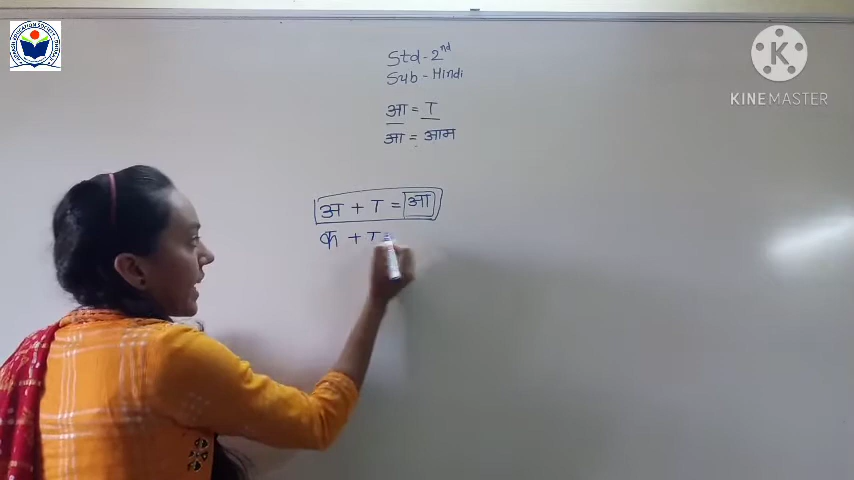 Std-2nd
Sub-Hindi
आ = ा
आ = आम
अ + ा = आ
क + ा =
KINEMASTER